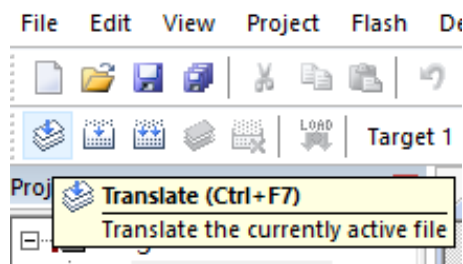 File Edit View Project Flash De
LOAD
Target 1
Proj
Translate (Ctrl+F7)
Translate the currently active file